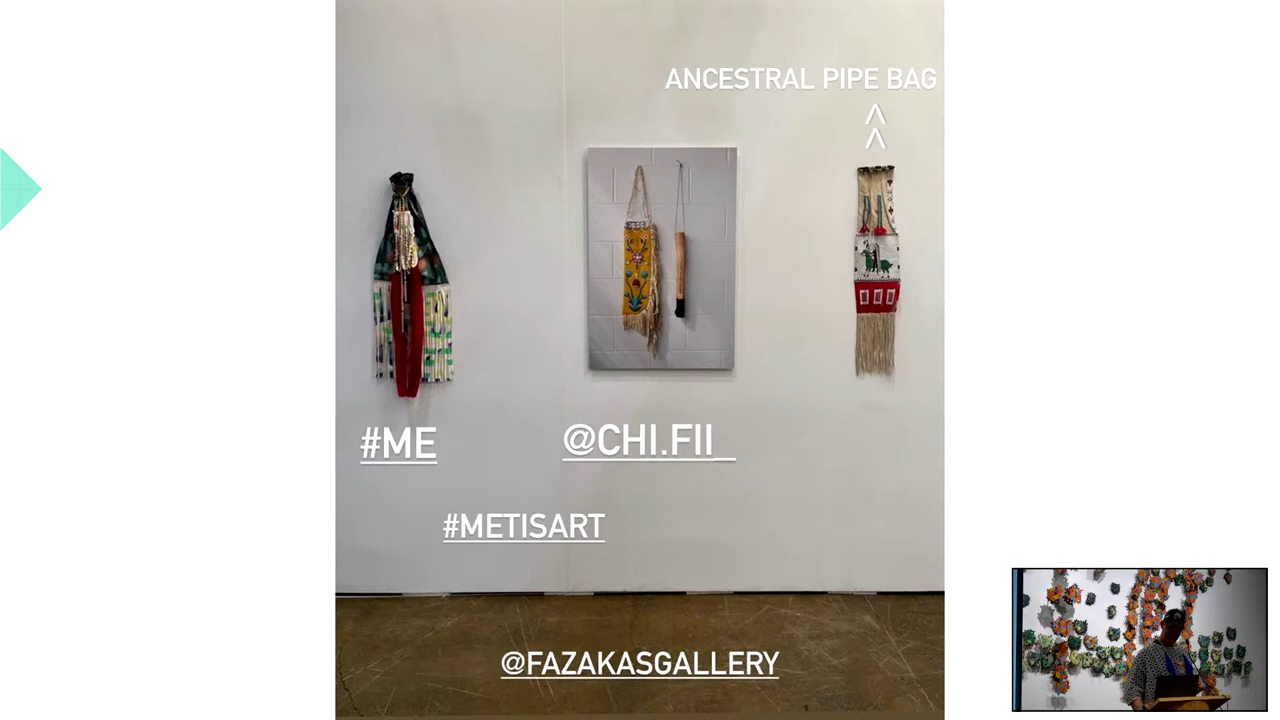 ANCESTRAL PIPE BAG
^
^
#ME
@CHI.FII_
#METISART
@FAZAKASGALLERY